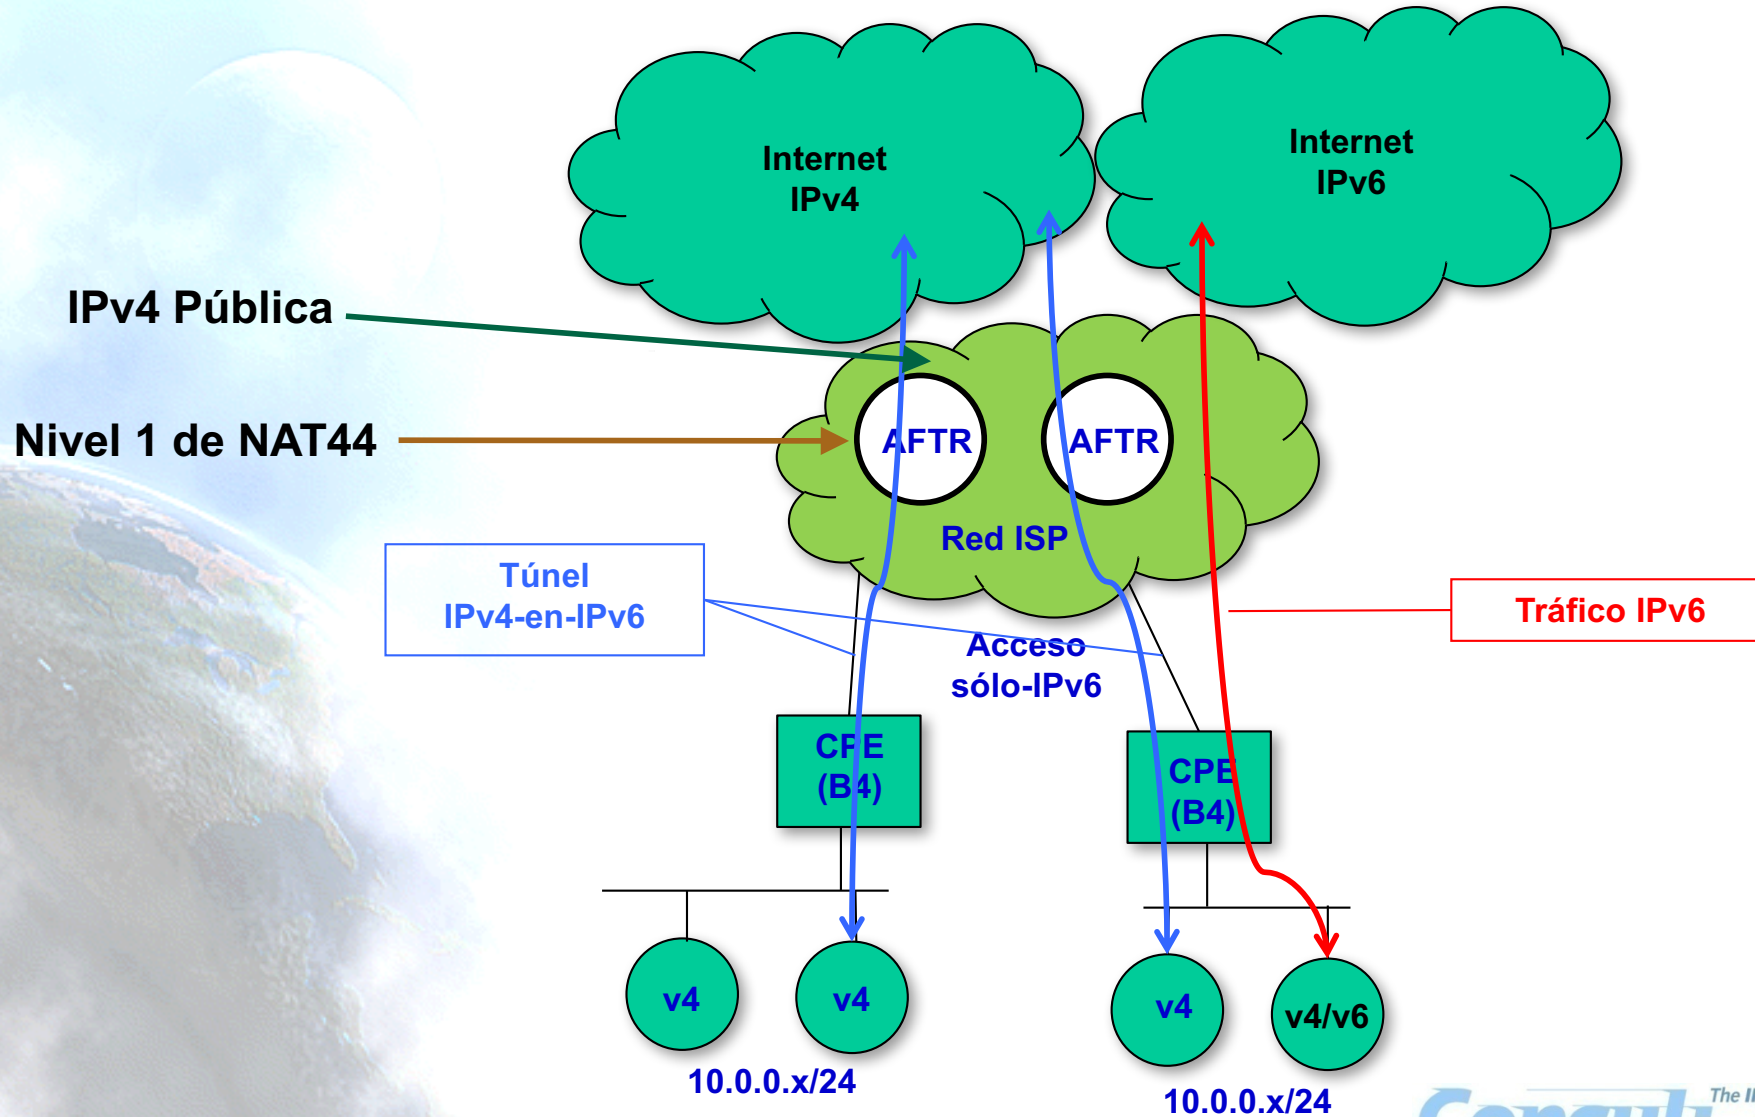 Internet
IPv4
Internet
IPv6
IPv4 Pública
Nivel 1 de NAT44
AFTR
AFTR
Red ISP
Túnel
IPv4-en-IPv6
Tráfico IPv6
Acceso
sólo-IPv6
CPE
(B4)
CPE
(B4)
v4
v4
v4
v4/v6
10.0.0.x/24
10.0.0.x/24
The